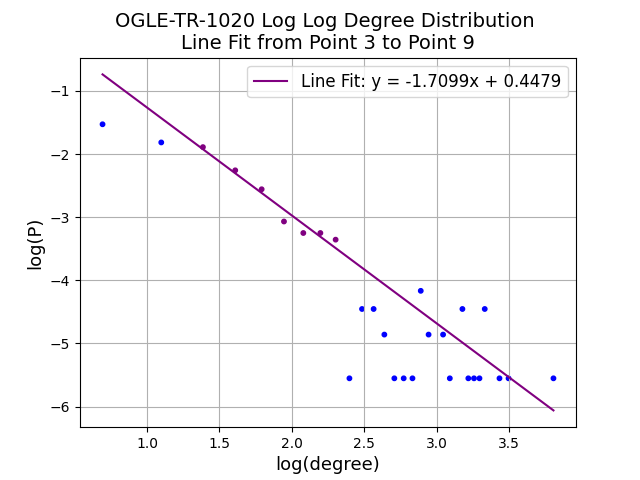 OGLE-TR-1020 Log Log Degree Distribution
Line Fit from Point 3 to Point 9
Line Fit: y = -1.7099x + 0.4479
log(P)
−1
−2
−3
−4
−5
−6
1.0 1.5 2.0 2.5 3.0 3.5
log(degree)